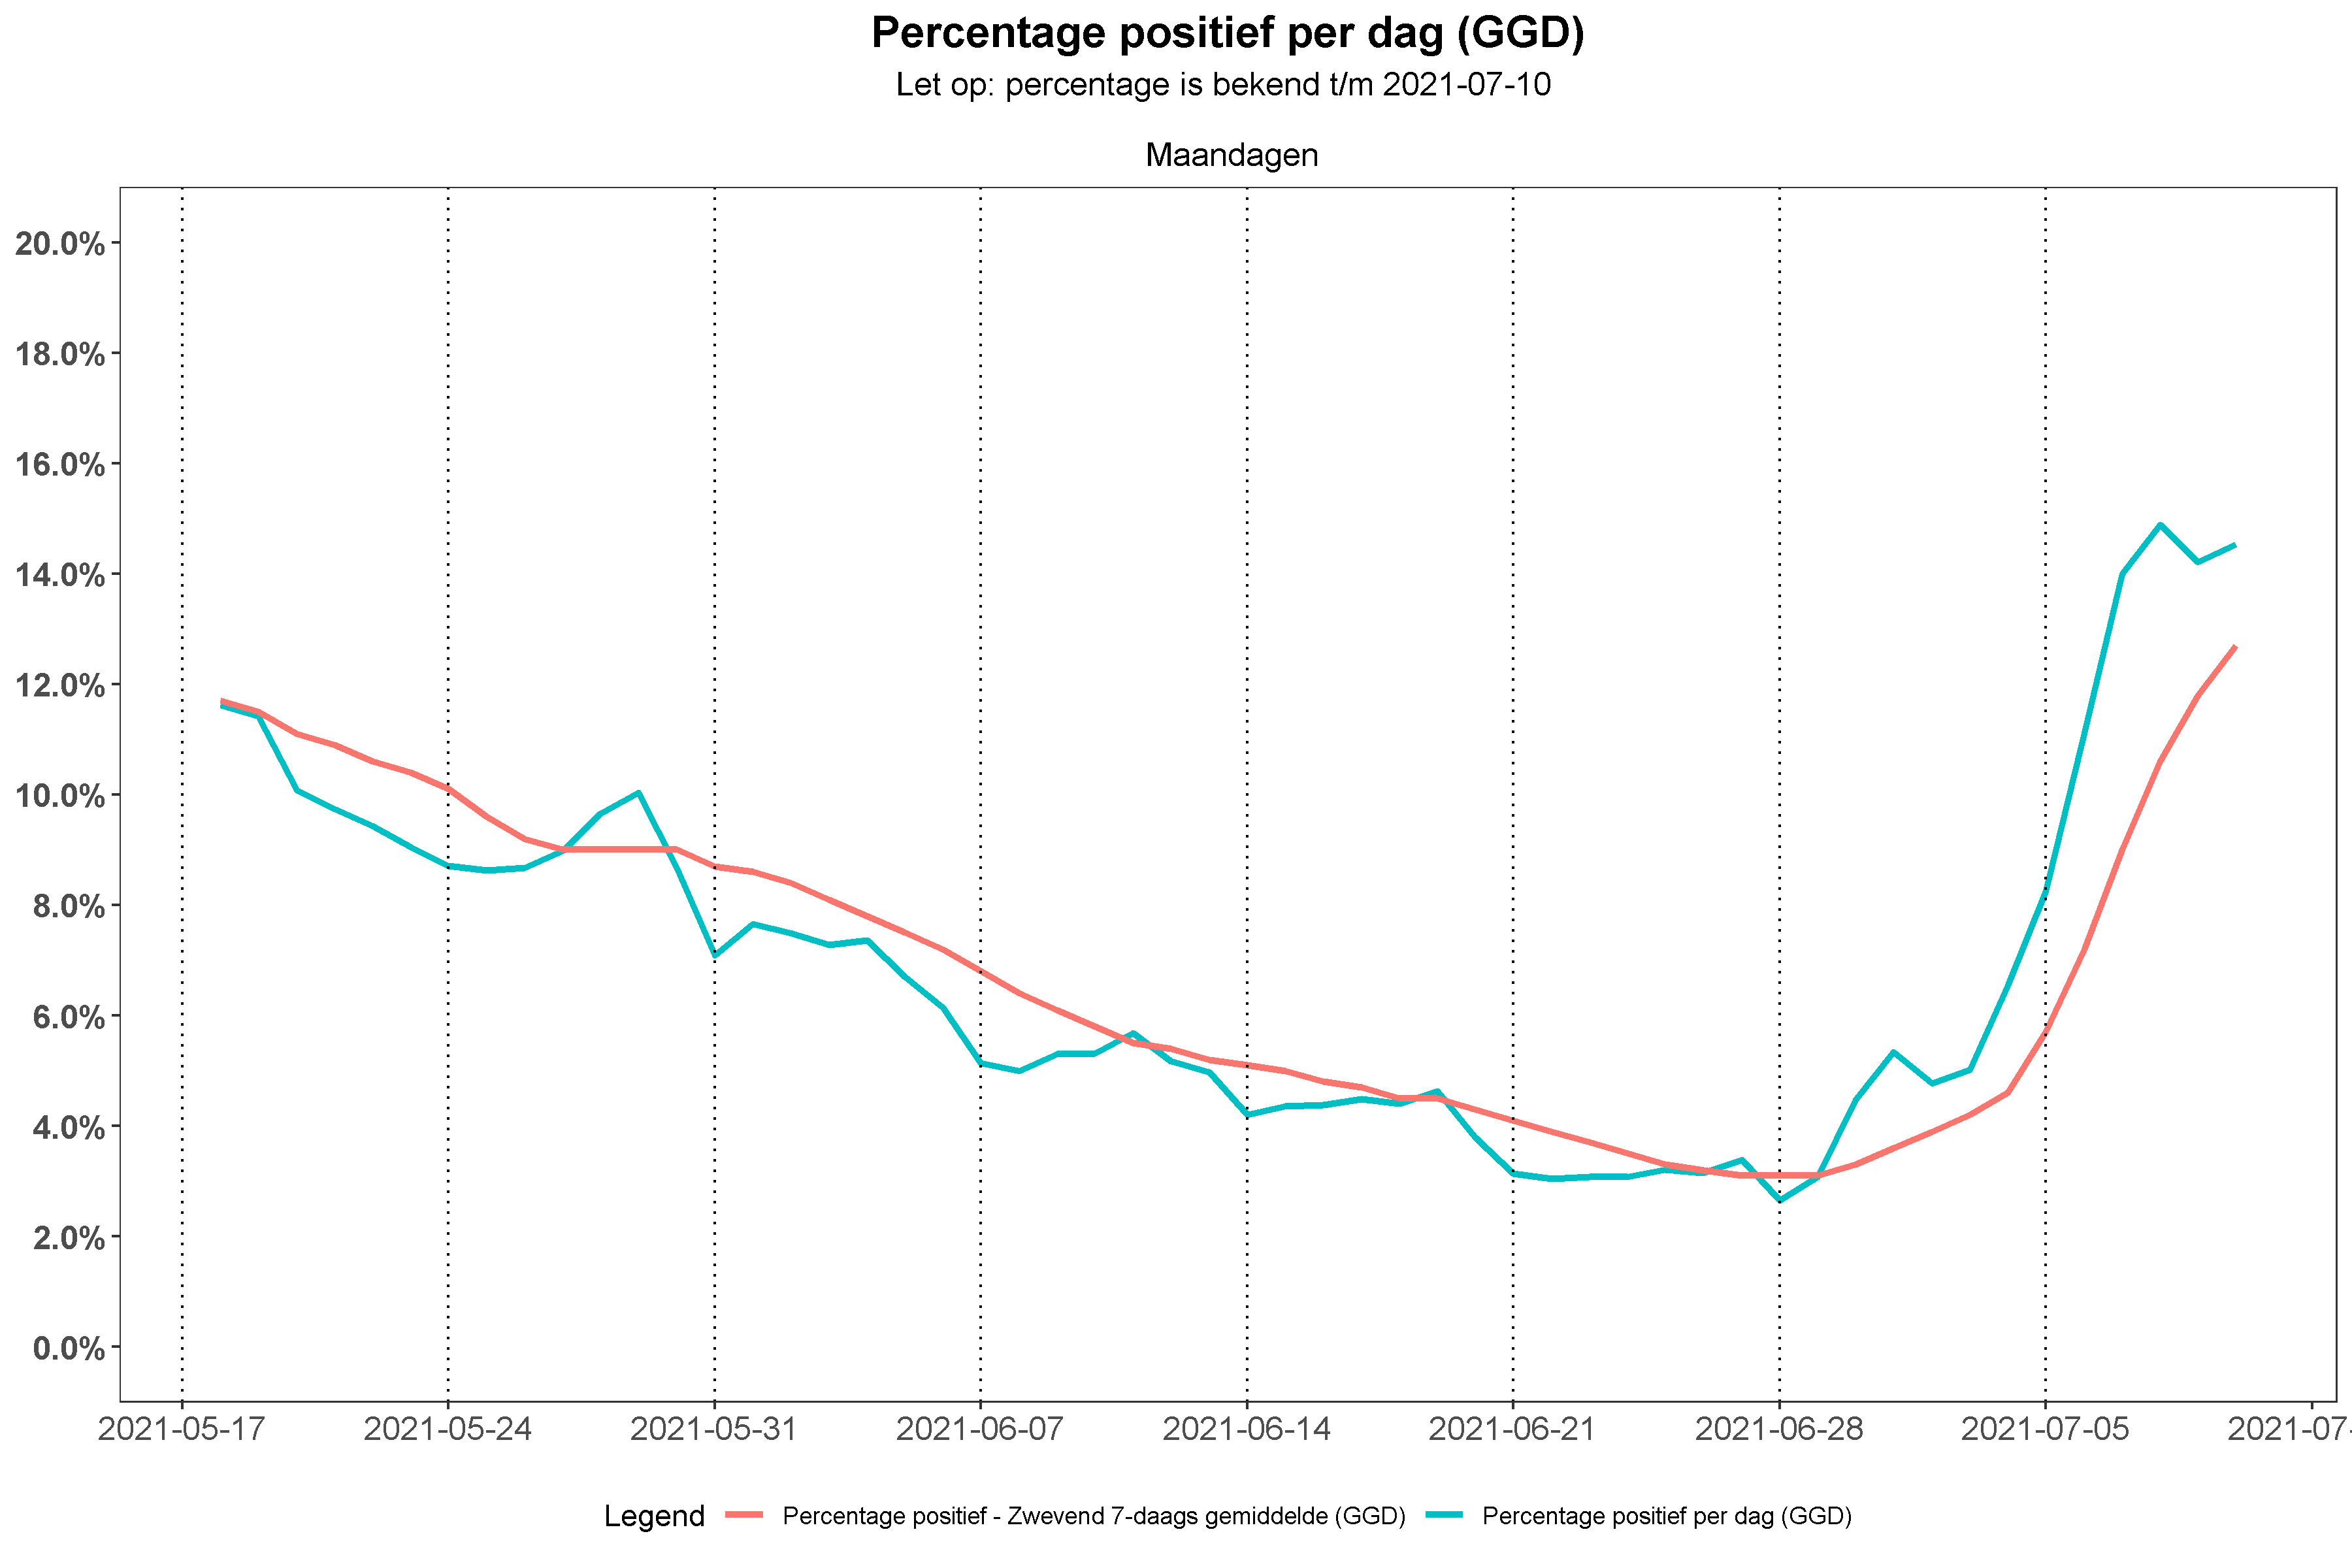 Percentage positief per dag (GGD)
Let op: percentage is bekend t/m 2021-07-10
Maandagen
20.0%
18.0%
16.0%
14.0%
12.0%
10.0%
8.0%
6.0%
4.0%
2.0%
0.0%
2021-05-17 2021-05-24 2021-05-31 2021-06-07 2021-06-14 2021-06-21 2021-06-28 2021-07-05 2021-07-
Legend Percentage positief - Zwevend 7-daags gemiddelde (GGD) Percentage positief per dag (GGD)